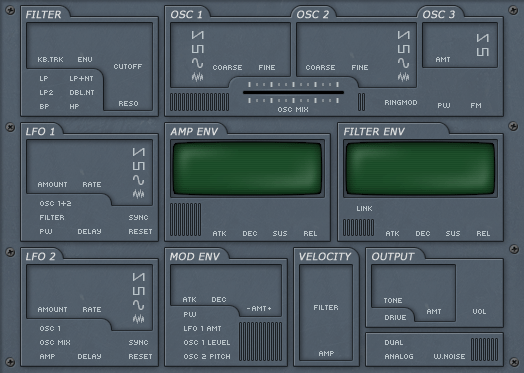 FILTER
KB.TRK ENV
CUTOFF
LP LP+NT
LP2 DBL.NT
BP HP
RESO
OSC 1
COARSE FINE
OSC 2
COARSE FINE
OSC MIX
OSC 3
AMT
RINGMOD PW FM
LFO 1
AMOUNT RATE
OSC 1+2
FILTER SYNC
PW DELAY RESET
AMP ENV
ATK DEC SUS REL
FILTER ENV
LINK
ATK DEC SUS REL
LFO 2
AMOUNT RATE
OSC 1
OSC MIX SYNC
AMP DELAY RESET
MOD ENV
ATK DEC
-AMT+
PW
LFO 1 AMT
OSC 1 LEVEL
OSC 2 PITCH
VELOCITY
FILTER
AMP
OUTPUT
TONE
DRIVE AMT VOL
DUAL
ANALOG W.NOISE